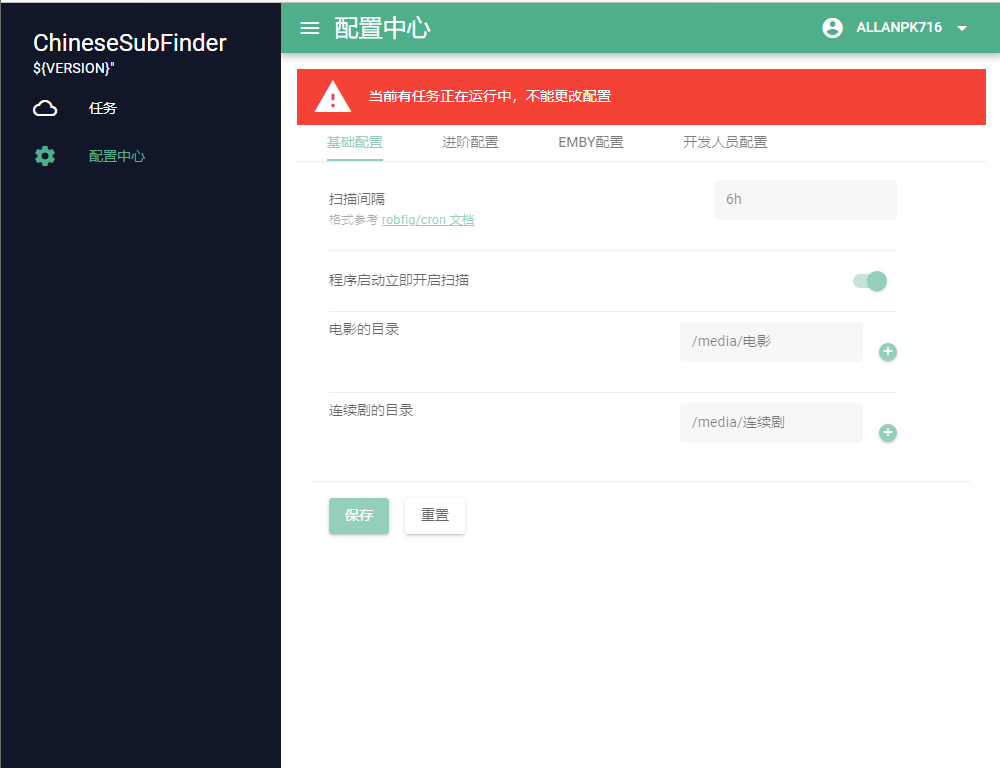 ChineseSubFinder
${VERSION}"
任务
配置中心
配置中心
ALLANPK716
当前有任务正在运行中，不能更改配置
基础配置 进阶配置 EMBY配置 开发人员配置
扫描间隔
6h
格式参考 robfig/cron 文档
程序启动立即开启扫描
电影的目录
/media/电影
连续剧的目录
/media/连续剧
保存 重置